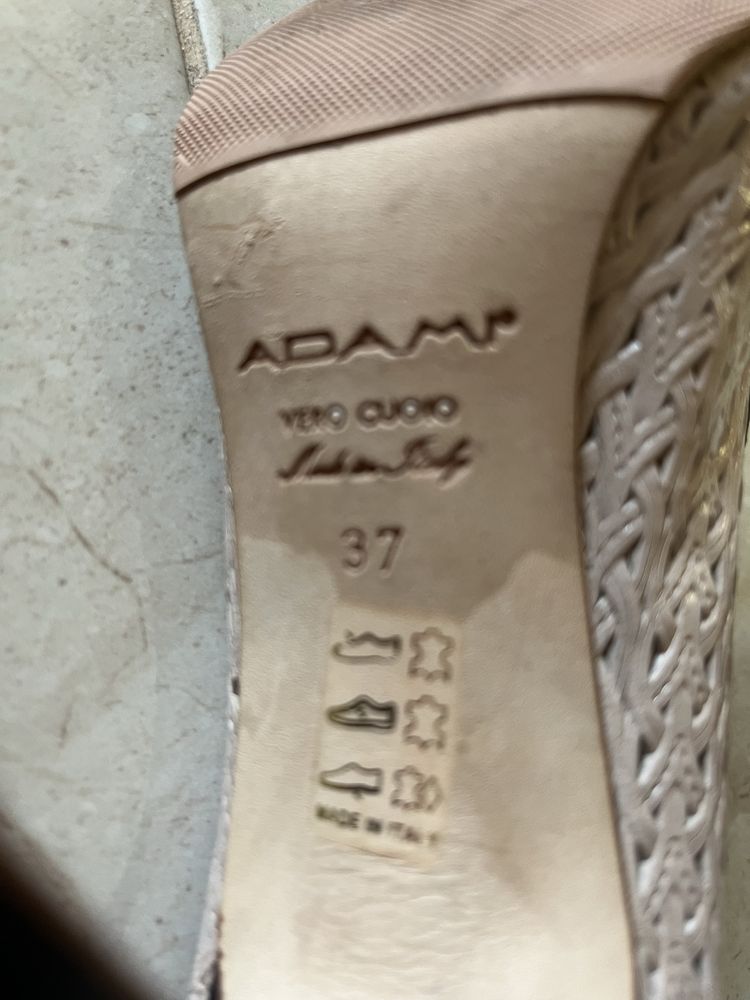 ADAMI®
VERO CUOIO
Made in Italy
37
MADE IN ITALY